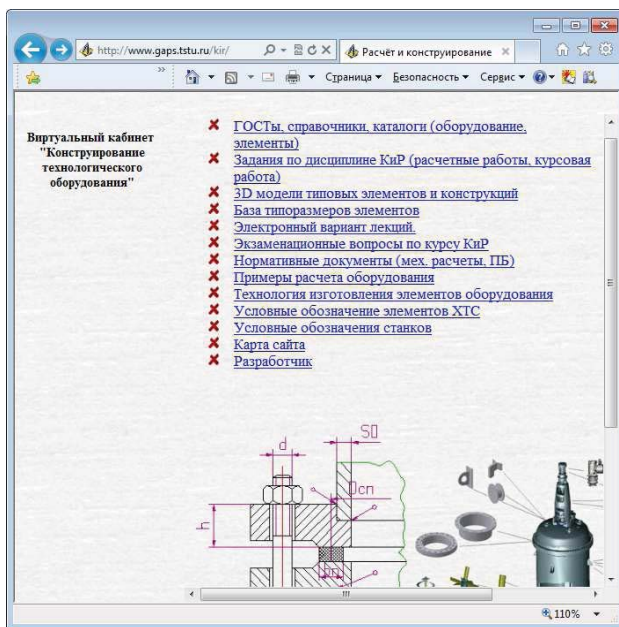 http://www.gaps.tstu.ru/kir/
Расчёт и конструирование
Страница
Безопасность
Сервис
Виртуальный кабинет
"Конструирование
технологического
оборудования"
ГОСТы, справочники, каталоги (оборудование,
элементы)
Задания по дисциплине КиР (расчетные работы, курсовая
работа)
3D модели типовых элементов и конструкций
База типоразмеров элементов
Электронный вариант лекций.
Экзаменационные вопросы по курсу КиР
Нормативные документы (мех. расчеты, ПБ)
Примеры расчета оборудования
Технология изготовления элементов оборудования
Условные обозначение элементов ХТС
Условные обозначения станков
Карта сайта
Разработчик
S0
d
Dсп
h
110%